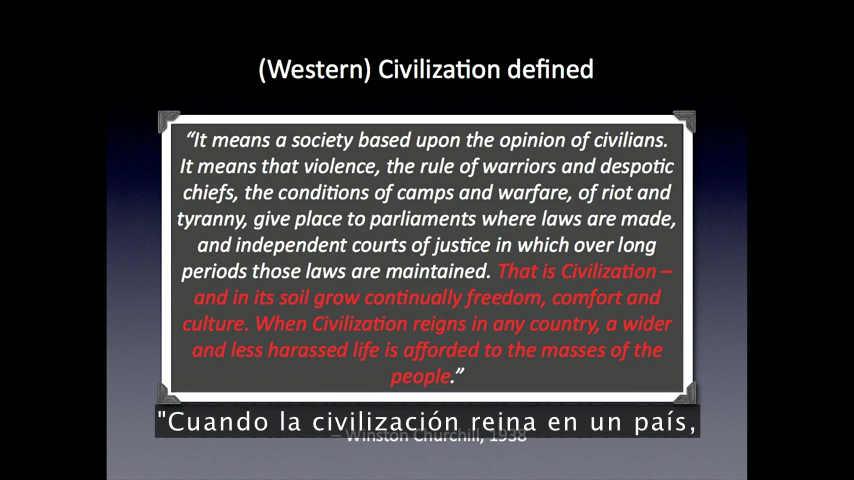 (Western) Civilization defined
“It means a society based upon the opinion of civilians.
It means that violence, the rule of warriors and despotic
chiefs, the conditions of camps and warfare, of riot and
tyranny, give place to parliaments where laws are made,
and independent courts of justice in which over long
periods those laws are maintained. That is Civilization –
and in its soil grow continually freedom, comfort and
culture. When Civilization reigns in any country, a wider
and less harassed life is afforded to the masses of the
people.”
"Cuando la civilización reina en un país,
– Winston Churchill, 1938